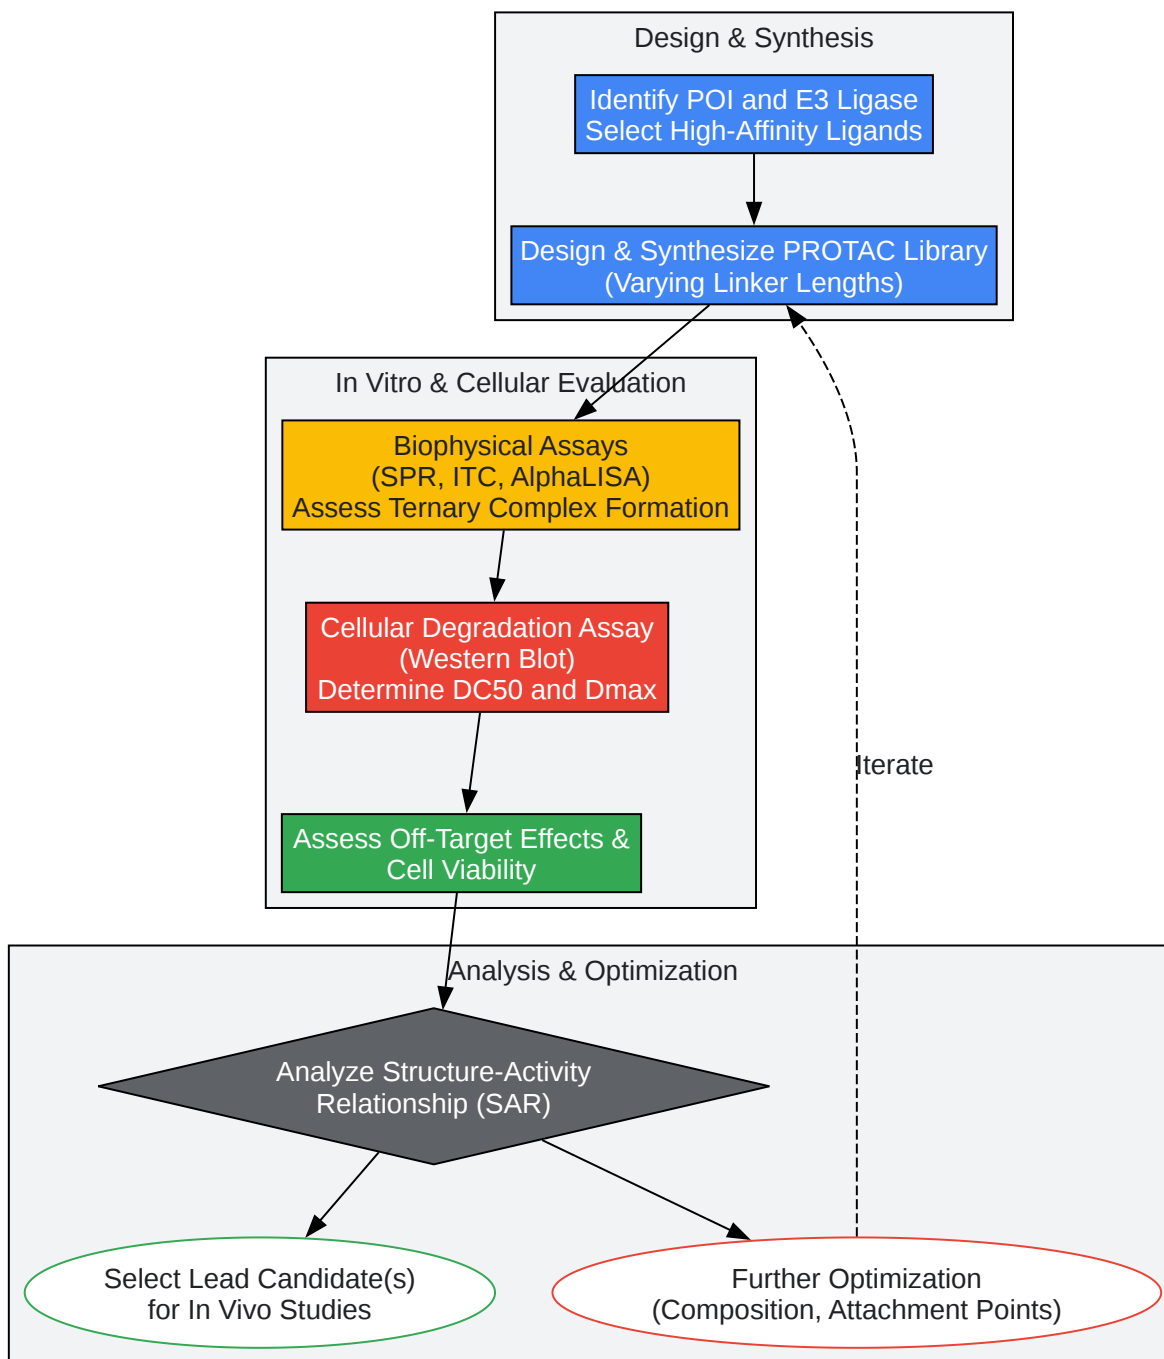 Design & Synthesis
Identify POI and E3 Ligase
Select High-Affinity Ligands
Design & Synthesize PROTAC Library
(Varying Linker Lengths)
In Vitro & Cellular Evaluation
Biophysical Assays
(SPR, ITC, AlphaLISA)
Assess Ternary Complex Formation
Cellular Degradation Assay
(Western Blot)
Determine DC50 and Dmax
Iterate
Assess Off-Target Effects &
Cell Viability
Analysis & Optimization
Analyze Structure-Activity
Relationship (SAR)
Select Lead Candidate(s)
for In Vivo Studies
Further Optimization
(Composition, Attachment Points)